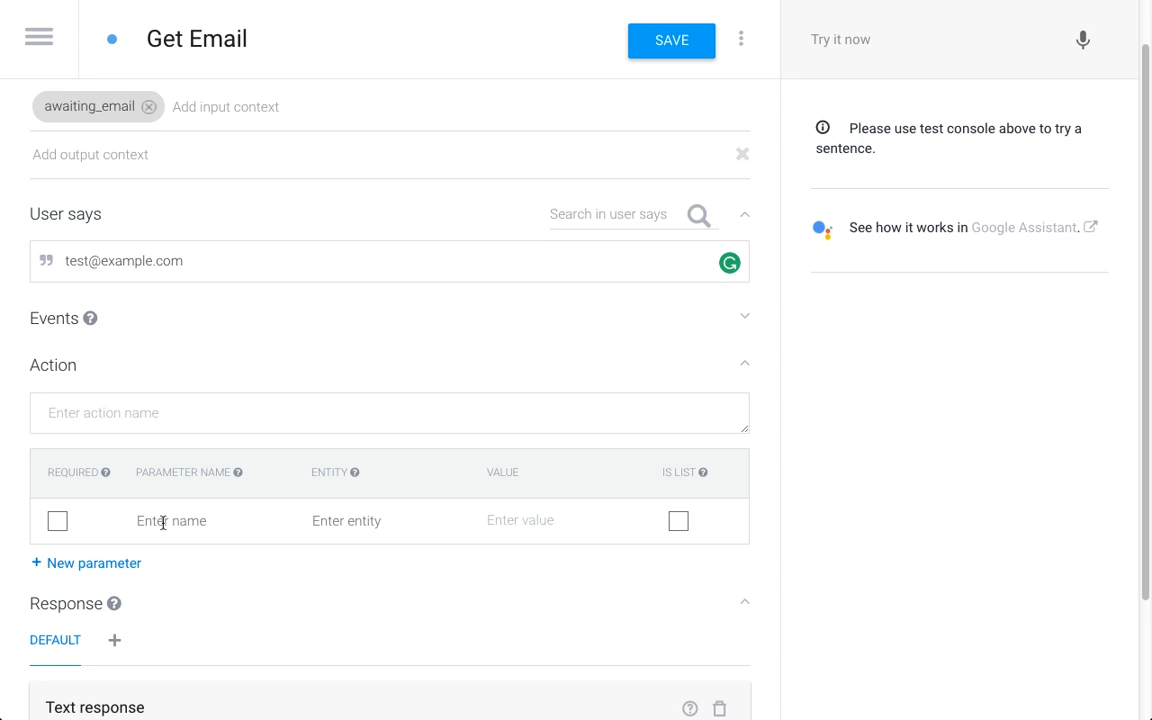 Get Email
SAVE
Try it now
awaiting_email Add input context
Add output context
User says
Search in user says
test@example.com
Events
Action
Enter action name
REQUIRED PARAMETER NAME ENTITY VALUE IS LIST
Enter name Enter entity Enter value
+ New parameter
Response
DEFAULT +
Text response
Please use test console above to try a
sentence.
See how it works in Google Assistant.